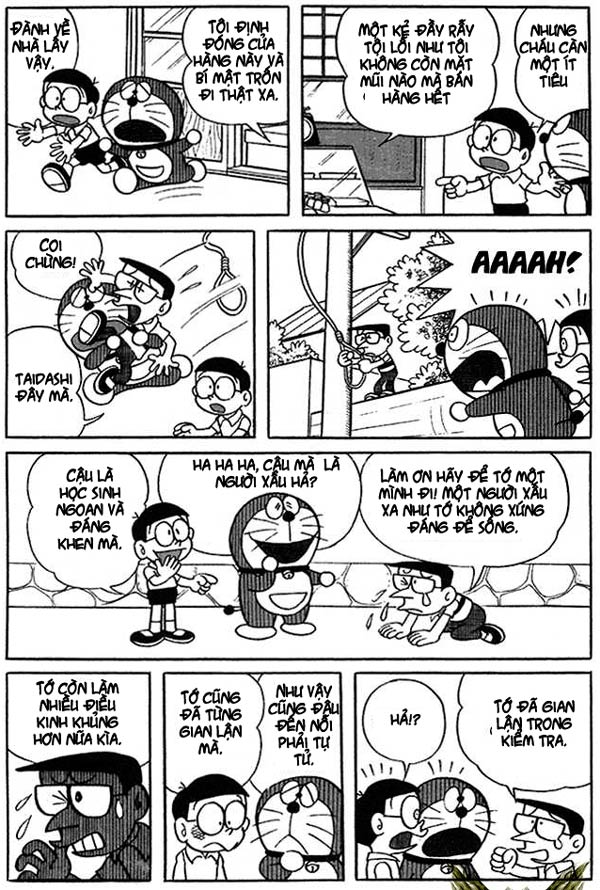 NHƯNG
CHÁU CẦN
MỘT ÍT
TIÊU
MỘT KẺ ĐẦY RẪY
TỘI LỖI NHƯ TÔI
KHÔNG CÒN MẶT
MŨI NÀO MÀ BÁN
HÀNG HẾT
TÔI ĐỊNH
ĐÓNG CỬA
HÀNG NÀY VÀ
BÍ MẬT TRỐN
ĐI THẬT XA.
ĐÀNH VỀ
NHÀ LẤY
VẬY.
AAAAH!
COI
CHỪNG!
TAIDASHI
ĐÂY MÀ.
LÀM ƠN HÃY ĐỂ TỚ MỘT
MÌNH ĐI! MỘT NGƯỜI XẤU
XA NHƯ TỚ KHÔNG XỨNG
ĐÁNG ĐỂ SỐNG.
HA HA HA, CẬU MÀ LÀ
NGƯỜI XẤU HẢ?
CẬU LÀ
HỌC SINH
NGOAN VÀ
ĐÁNG
KHEN MÀ.
TỚ ĐÃ GIAN
LẬN TRONG
KIỂM TRA.
HẢ!?
NHƯ VẬY
CŨNG ĐÂU
ĐẾN NỖI
PHẢI TỰ
TỬ.
TỚ CŨNG
ĐÃ TỪNG
GIAN LẬN
MÀ.
TỚ CÒN LÀM
NHIỀU ĐIỀU
KINH KHỦNG
HƠN NỮA KÌA.